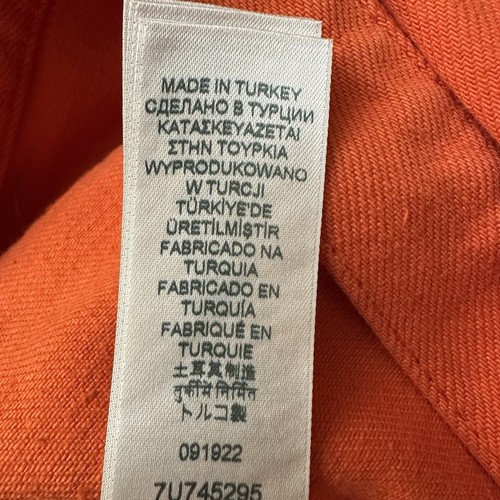 MADE IN TURKEY
СДЕЛАНО В ТУРЦИИ
ΚΑΤΑΣΚΕΥΑΖΕΤΑΙ
ΣΤΗΝ ΤΟΥΡΚΙΑ
WYPRODUKOWANO
W TURCJI
TÜRKİYE'DE
ÜRETİLMİŞTİR
FABRICADO NA
TURQUIA
FABRICADO EN
TURQUÍA
FABRIQUÉ EN
TURQUIE
土耳其制造
तुर्की में निर्मित
トルコ製
091922
7U745295